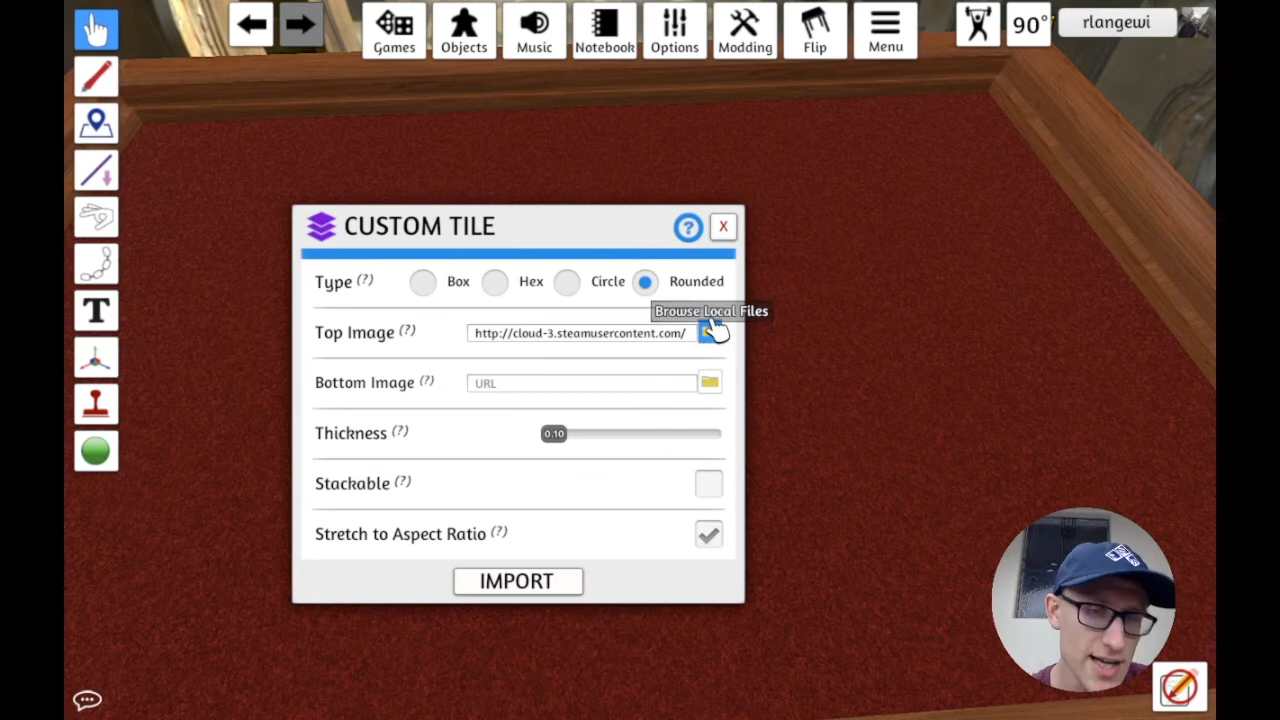 Games
Objects
Music
Notebook
Options
Modding
Flip
Menu
90°
rlangewi
CUSTOM TILE
?
X
Type (?)
Box
Hex
Circle
Rounded
Browse Local Files
Top Image (?)
http://cloud-3.steamusercontent.com/
Bottom Image (?)
URL
Thickness (?)
0.10
Stackable (?)
Stretch to Aspect Ratio (?)
IMPORT
T